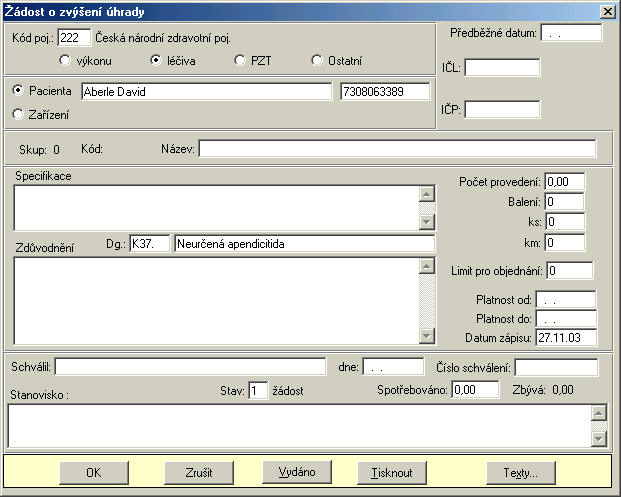 Žádost o zvýšení úhrady
Kód poj.: 222 Česká národní zdravotní poj.
Předběžné datum: . .
výkonu léčiva PZT Ostatní
IČL:
Pacienta Aberle David 7308063389
IČP:
Zařízení
Skup: 0 Kód: Název:
Specifikace
Počet provedení: 0,00
Balení: 0
ks: 0
Zdůvodnění Dg.: K37. Neurčená apendicitida
km: 0
Limit pro objednání: 0
Platnost od: . .
Platnost do: . .
Datum zápisu: 27.11.03
Schválil: dne: . . Číslo schválení:
Stanovisko : Stav: 1 žádost Spotřebováno: 0,00 Zbývá: 0,00
OK Zrušit Vydáno Tisknout Texty...